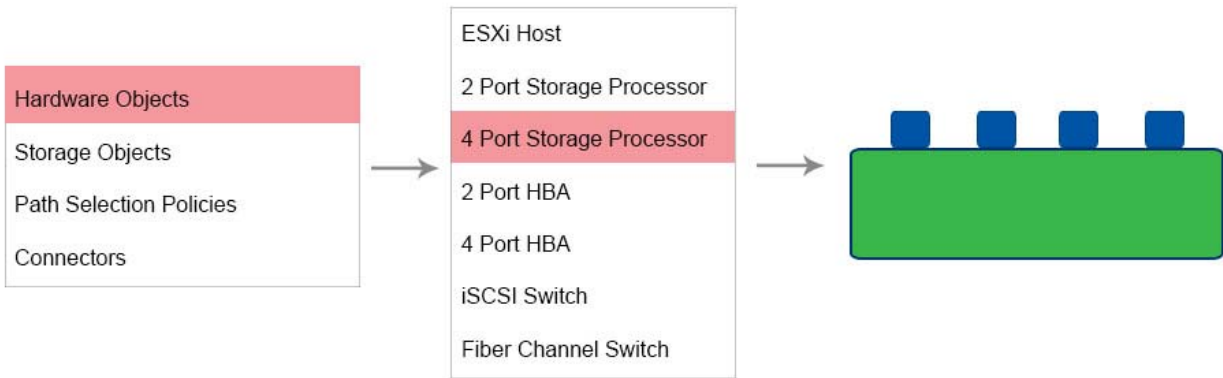 Hardware Objects
Storage Objects
Path Selection Policies
Connectors
ESXi Host
2 Port Storage Processor
4 Port Storage Processor
2 Port HBA
4 Port HBA
iSCSI Switch
Fiber Channel Switch